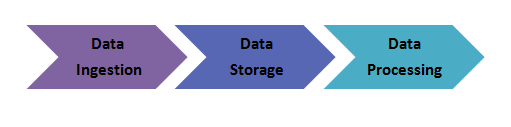 Data
Ingestion
Data
Storage
Data
Processing